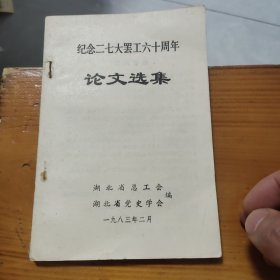 纪念二七大罢工六十周年
论文选集
湖北省总工会
湖北省党史学会
编
一九八三年二月